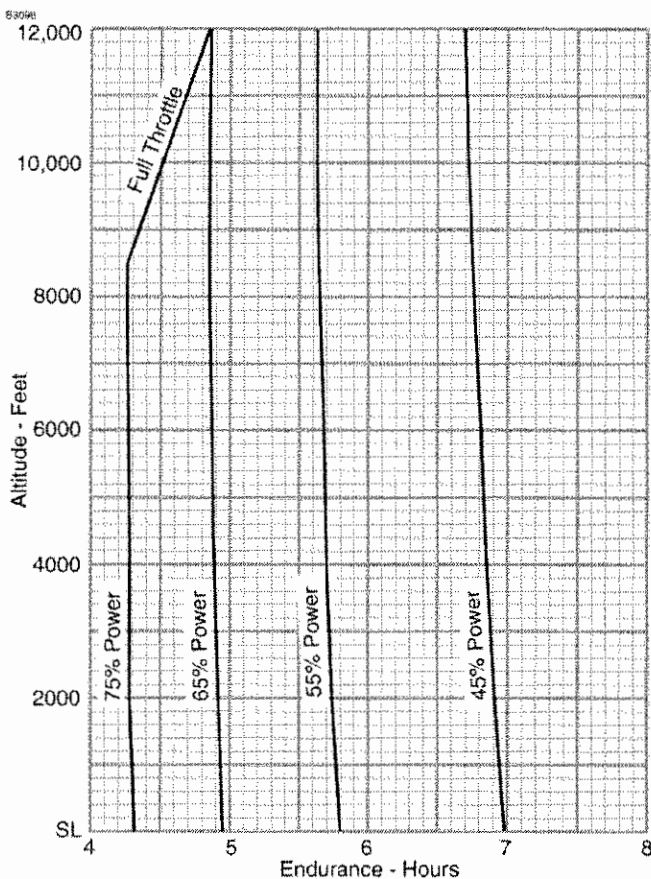 12,000
Full Throttle
10,000
8000
Altitude - Feet
6000
4000
75% Power
65% Power
55% Power
45% Power
2000
SL
4 5 6 7 8
Endurance - Hours